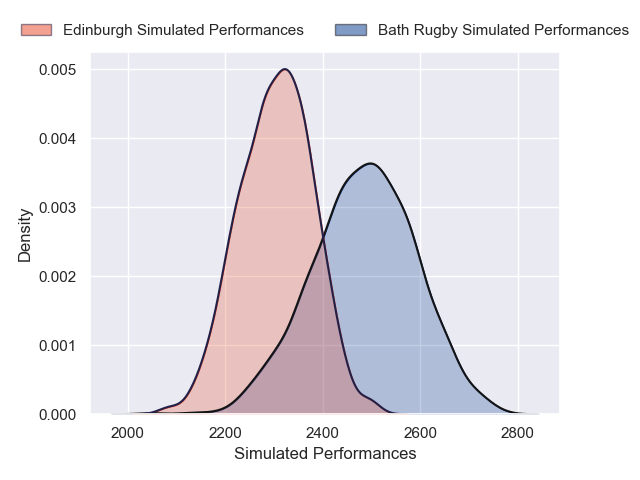 Edinburgh Simulated Performances Bath Rugby Simulated Performances
0.005
0.004
0.003
0.002
0.001
0.000
Density
2000 2200 2400 2600 2800
Simulated Performances